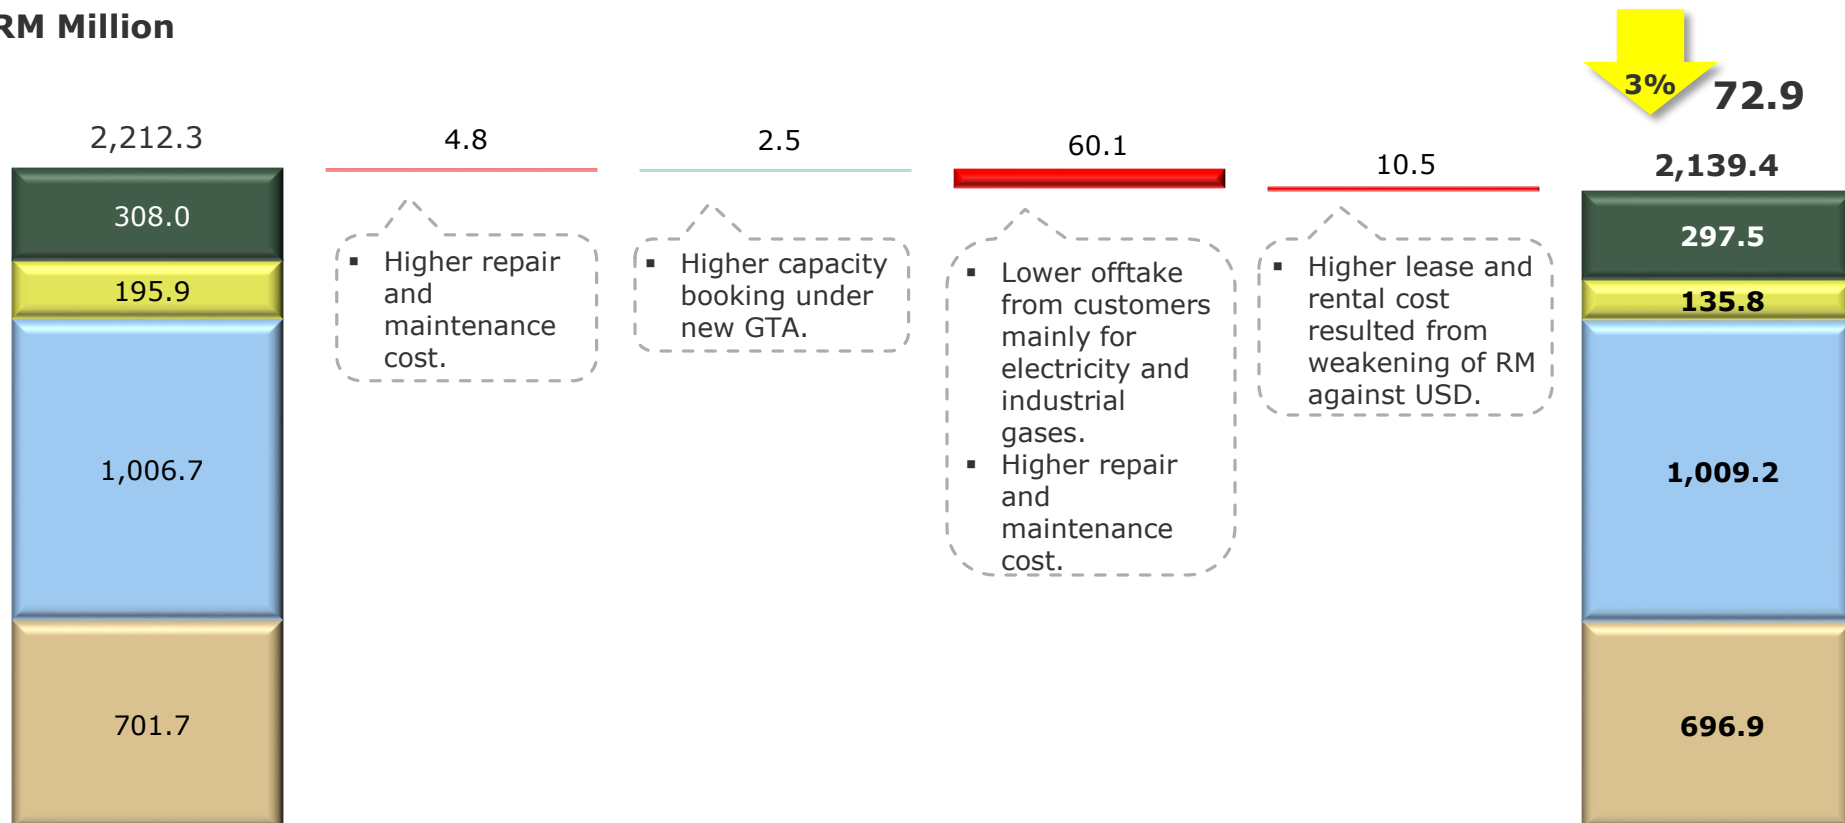 RM Million
3%
72.9
2,212.3
4.8
2.5
60.1
10.5
2,139.4
308.0
195.9
1,006.7
701.7
▪ Higher repair
and
maintenance
cost.
▪ Higher capacity
booking under
new GTA.
▪ Lower offtake
from customers
mainly for
electricity and
industrial
gases.
▪ Higher repair
and
maintenance
cost.
▪ Higher lease and
rental cost
resulted from
weakening of RM
against USD.
297.5
135.8
1,009.2
696.9